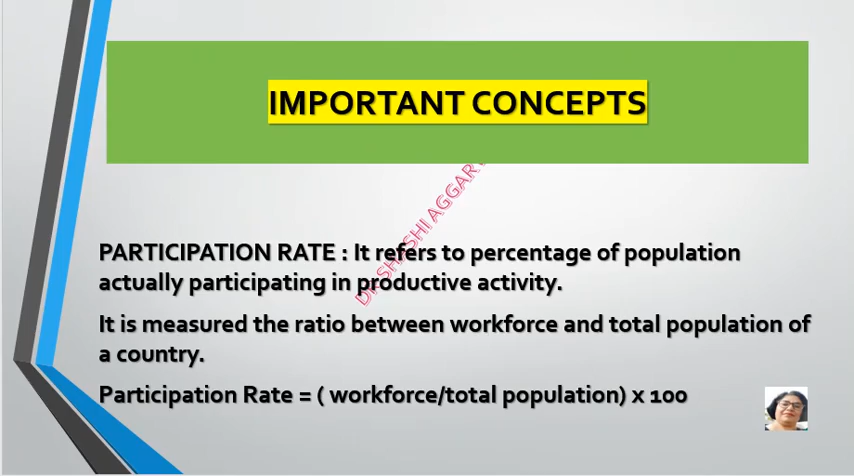 IMPORTANT CONCEPTS
PARTICIPATION RATE : It refers to percentage of population
actually participating in productive activity.
It is measured the ratio between workforce and total population of
a country.
Participation Rate = ( workforce/total population) x 100